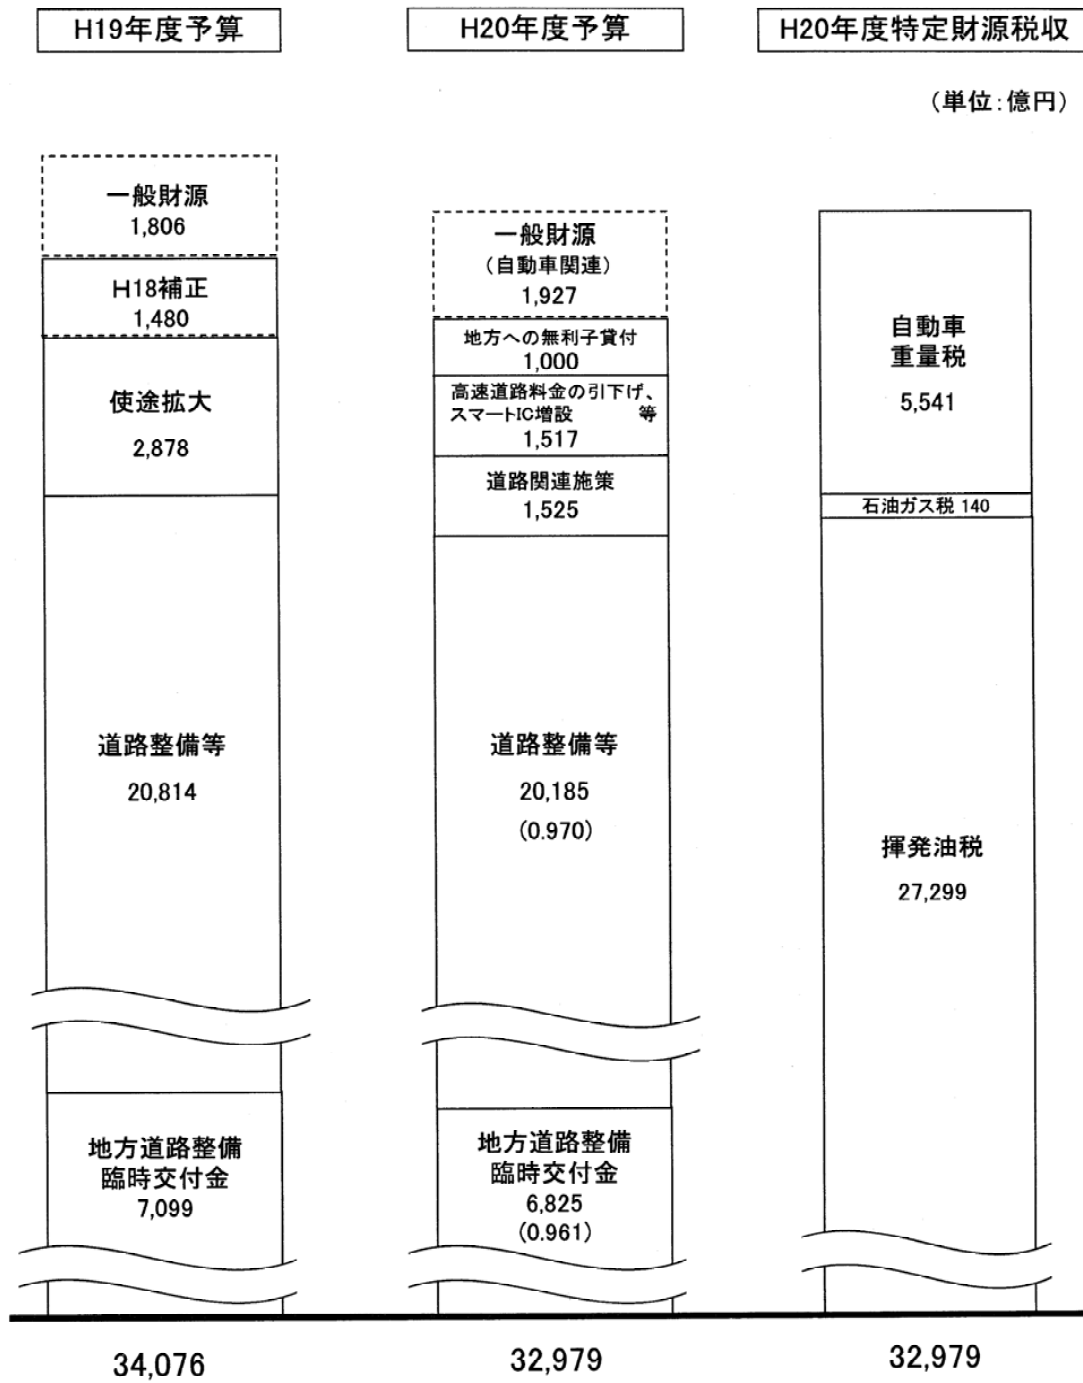 H19年度予算
H20年度予算
H20年度特定財源税収
(単位:億円)
一般財源
1,806
H18補正
1,480
使途拡大
2,878
道路整備等
20,814
地方道路整備
臨時交付金
7,099
34,076
一般財源
(自動車関連)
1,927
地方への無利子貸付
1,000
高速道路料金の引下げ、
スマートIC増設 等
1,517
道路関連施策
1,525
道路整備等
20,185
(0.970)
地方道路整備
臨時交付金
6,825
(0.961)
32,979
自動車
重量税
5,541
石油ガス税 140
揮発油税
27,299
32,979